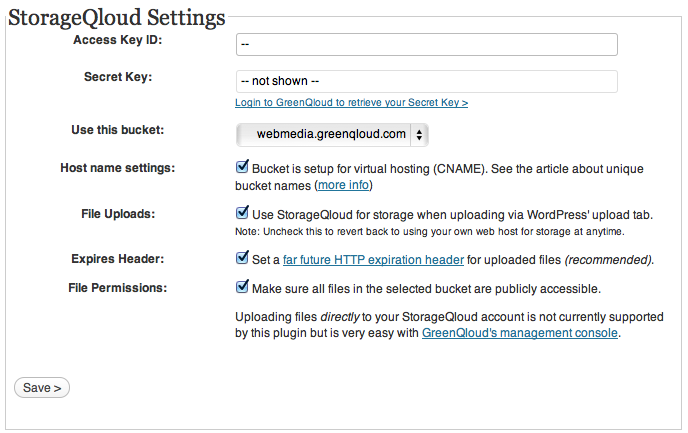 StorageQloud Settings
Access Key ID:
--
Secret Key:
-- not shown --
Login to GreenQloud to retrieve your Secret Key >
Use this bucket:
webmedia.greenqloud.com
Host name settings:
Bucket is setup for virtual hosting (CNAME). See the article about unique
bucket names (more info)
File Uploads:
Use StorageQloud for storage when uploading via WordPress' upload tab.
Note: Uncheck this to revert back to using your own web host for storage at anytime.
Expires Header:
Set a far future HTTP expiration header for uploaded files (recommended).
File Permissions:
Make sure all files in the selected bucket are publicly accessible.
Uploading files directly to your StorageQloud account is not currently supported
by this plugin but is very easy with GreenQloud's management console.
Save >